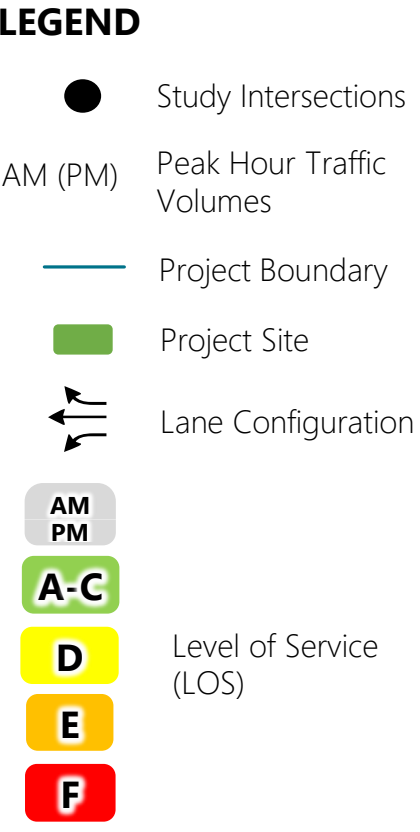 LEGEND
Study Intersections
AM (PM)
Peak Hour Traffic
Volumes
Project Boundary
Project Site
Lane Configuration
AM
PM
A-C
D
E
F
Level of Service
(LOS)